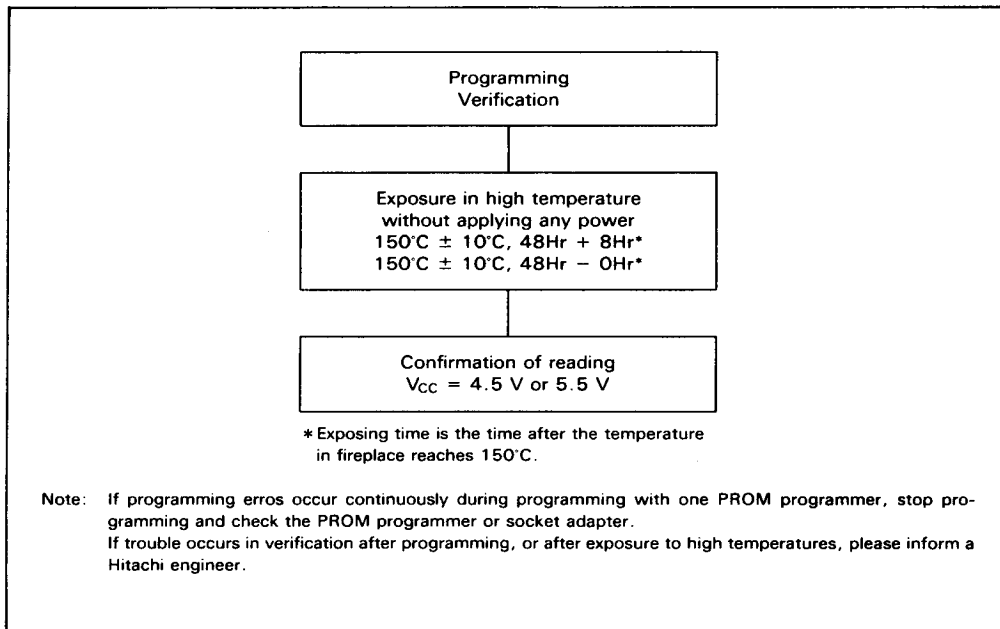 Programming
Verification
Exposure in high temperature
without applying any power
150°C ± 10°C, 48Hr + 8Hr*
150°C ± 10°C, 48Hr − 0Hr*
Confirmation of reading
VCC = 4.5 V or 5.5 V
* Exposing time is the time after the temperature
in fireplace reaches 150°C.
Note: If programming erros occur continuously during programming with one PROM programmer, stop pro-
gramming and check the PROM programmer or socket adapter.
If trouble occurs in verification after programming, or after exposure to high temperatures, please inform a
Hitachi engineer.